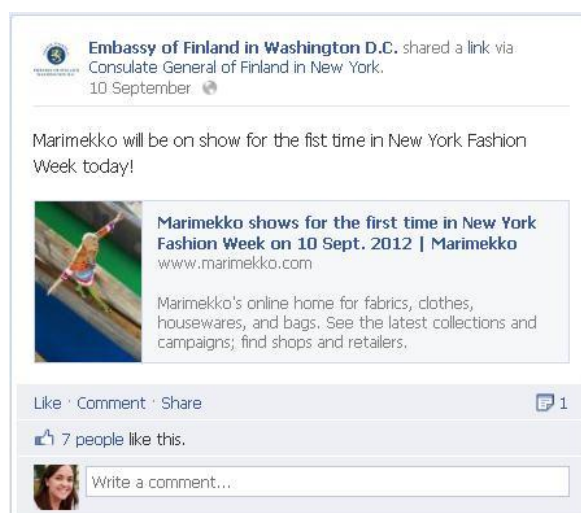 Embassy of Finland in Washington D.C. shared a link via
Consulate General of Finland in New York.
10 September
Marimekko will be on show for the fist time in New York Fashion
Week today!
Marimekko shows for the first time in New York
Fashion Week on 10 Sept. 2012 | Marimekko
www.marimekko.com
Marimekko's online home for fabrics, clothes,
housewares, and bags. See the latest collections and
campaigns; find shops and retailers.
Like · Comment · Share 1
7 people like this.
Write a comment...